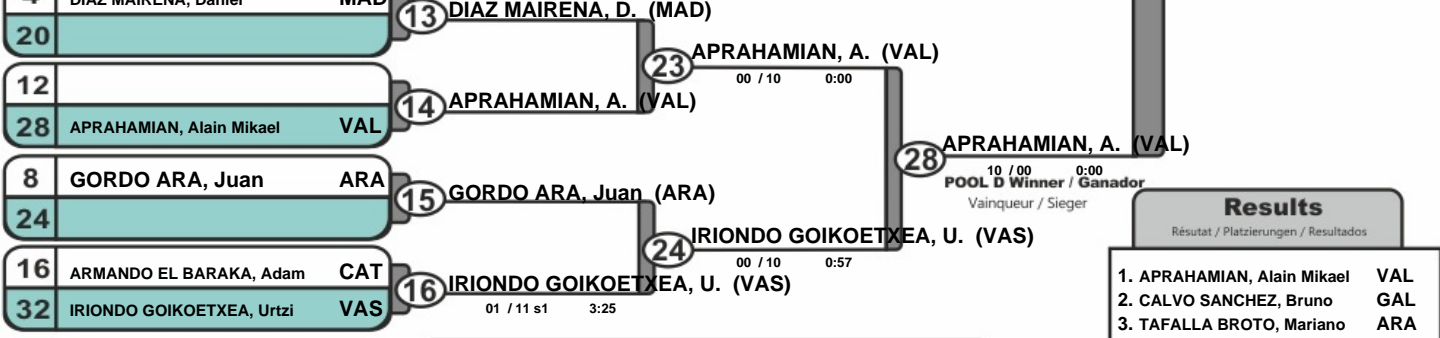 4 DIAZ MAIRENA, Daniel MAD
20
13 DIAZ MAIRENA, D. (MAD)
23 APRAHAMIAN, A. (VAL)
00 / 10 0:00
12
28 APRAHAMIAN, Alain Mikael VAL
14 APRAHAMIAN, A. (VAL)
28 APRAHAMIAN, A. (VAL)
10 / 00 0:00
POOL D Winner / Ganador
Vainqueur / Sieger
8 GORDO ARA, Juan ARA
24
15 GORDO ARA, Juan (ARA)
24 IRIONDO GOIKOETXEA, U. (VAS)
00 / 10 0:57
16 ARMANDO EL BARAKA, Adam CAT
32 IRIONDO GOIKOETXEA, Urtzi VAS
16 IRIONDO GOIKOETXEA, U. (VAS)
01 / 11 s1 3:25
Results
Résutat / Platzierungen / Resultados
1. APRAHAMIAN, Alain Mikael VAL
2. CALVO SANCHEZ, Bruno GAL
3. TAFALLA BROTO, Mariano ARA